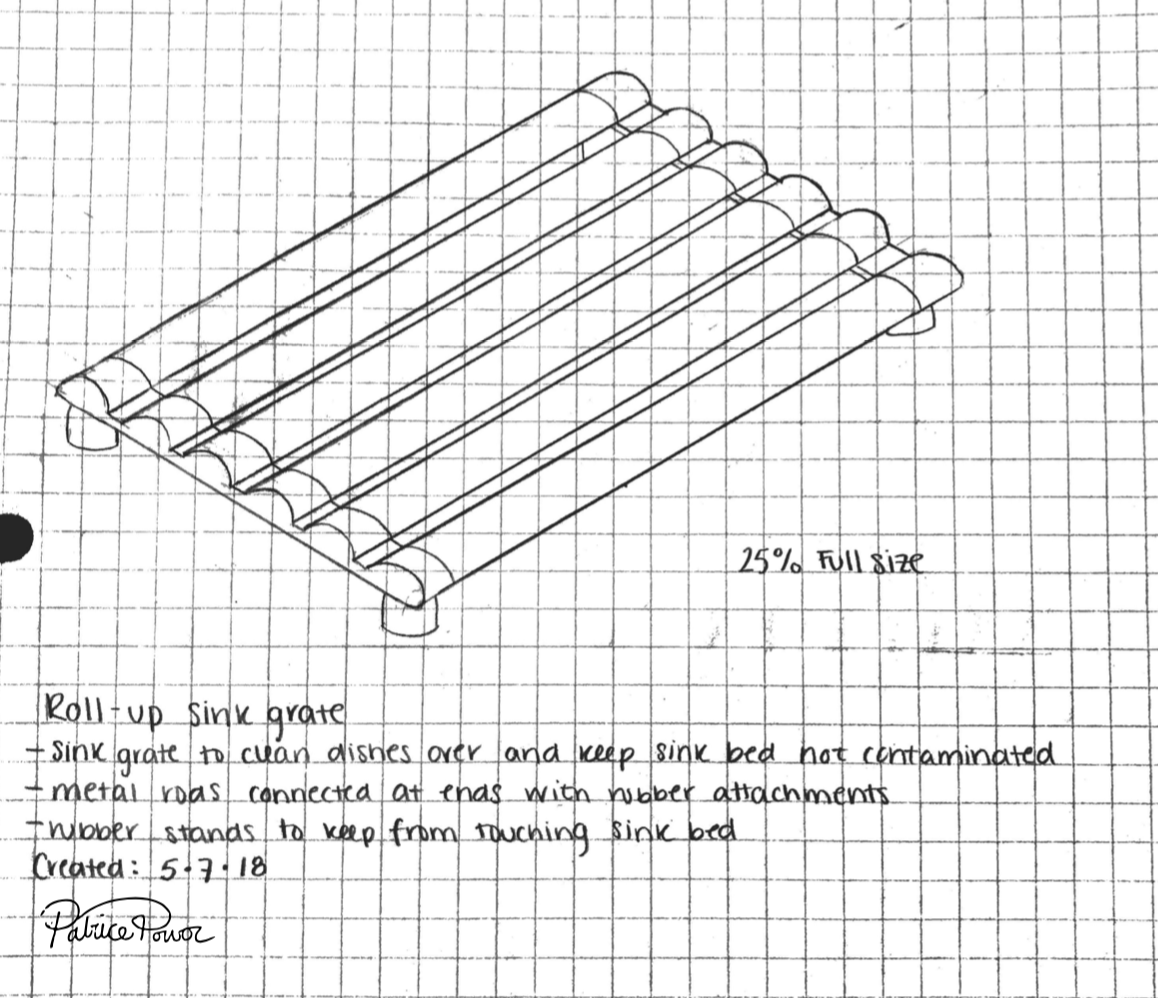 25% Full size
Roll-up sink grate
- sink grate to clean dishes over and keep sink bed not contaminated
- metal rods connected at ends with rubber attachments
- rubber stands to keep from touching sink bed
Created: 5.7.18
Patrice Power